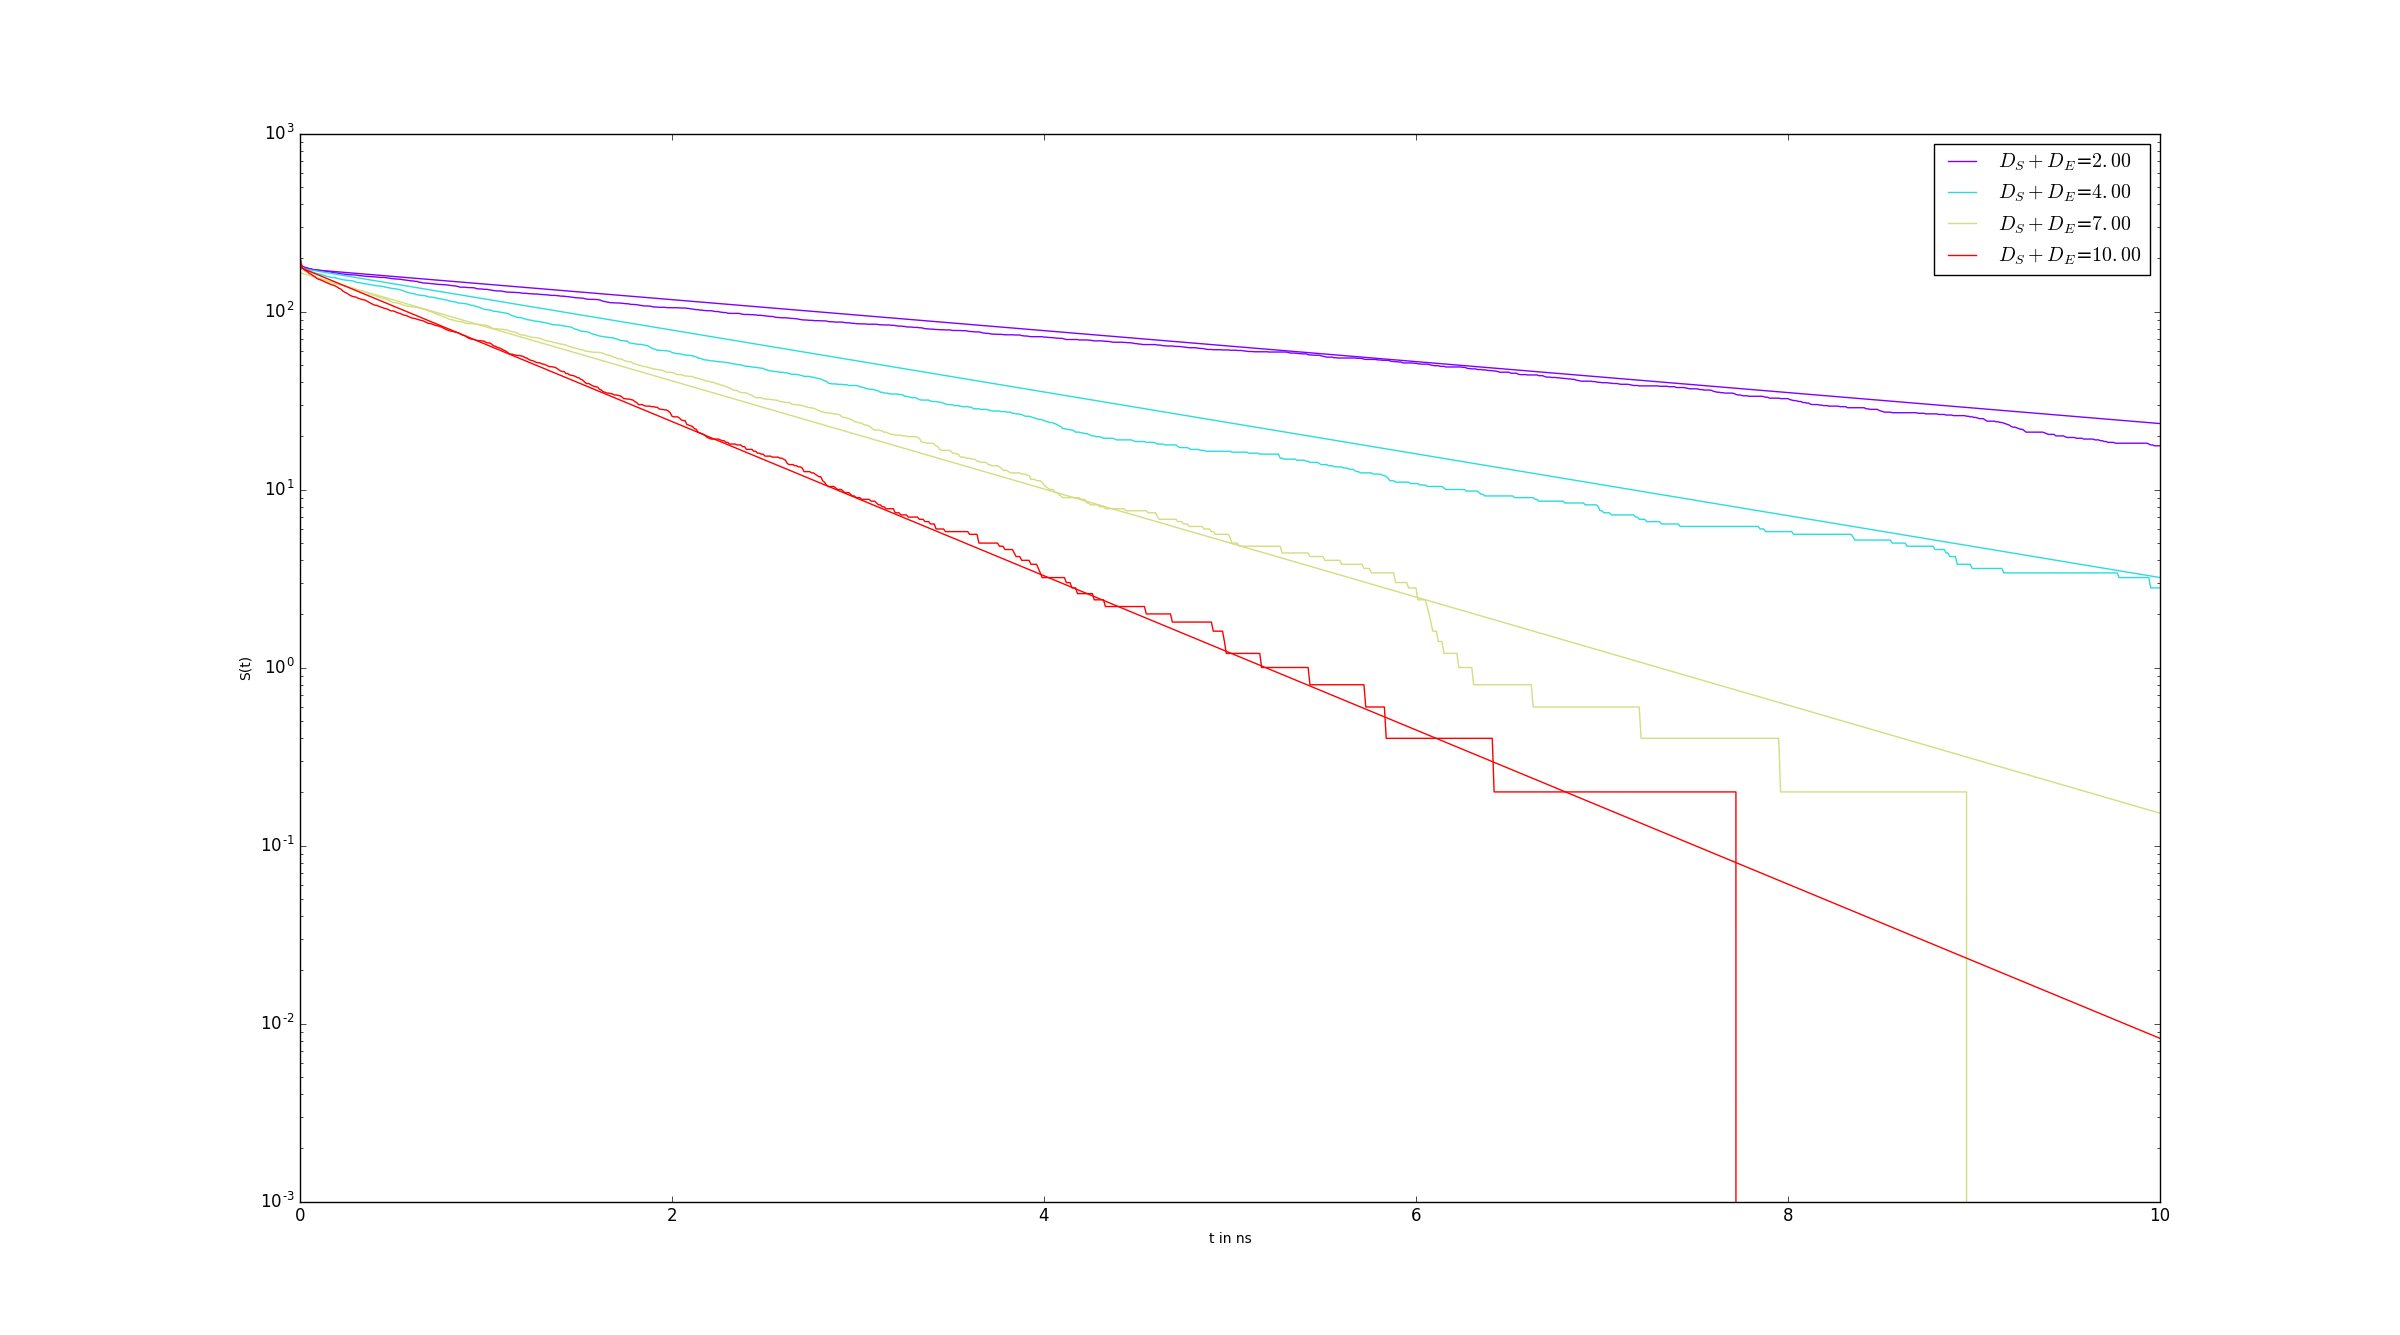 10^3
10^2
10^1
10^0
10^-1
10^-2
10^-3
S(t)
0 2 4 6 8 10
t in ns
D_S + D_E=2.00
D_S + D_E=4.00
D_S + D_E=7.00
D_S + D_E=10.00